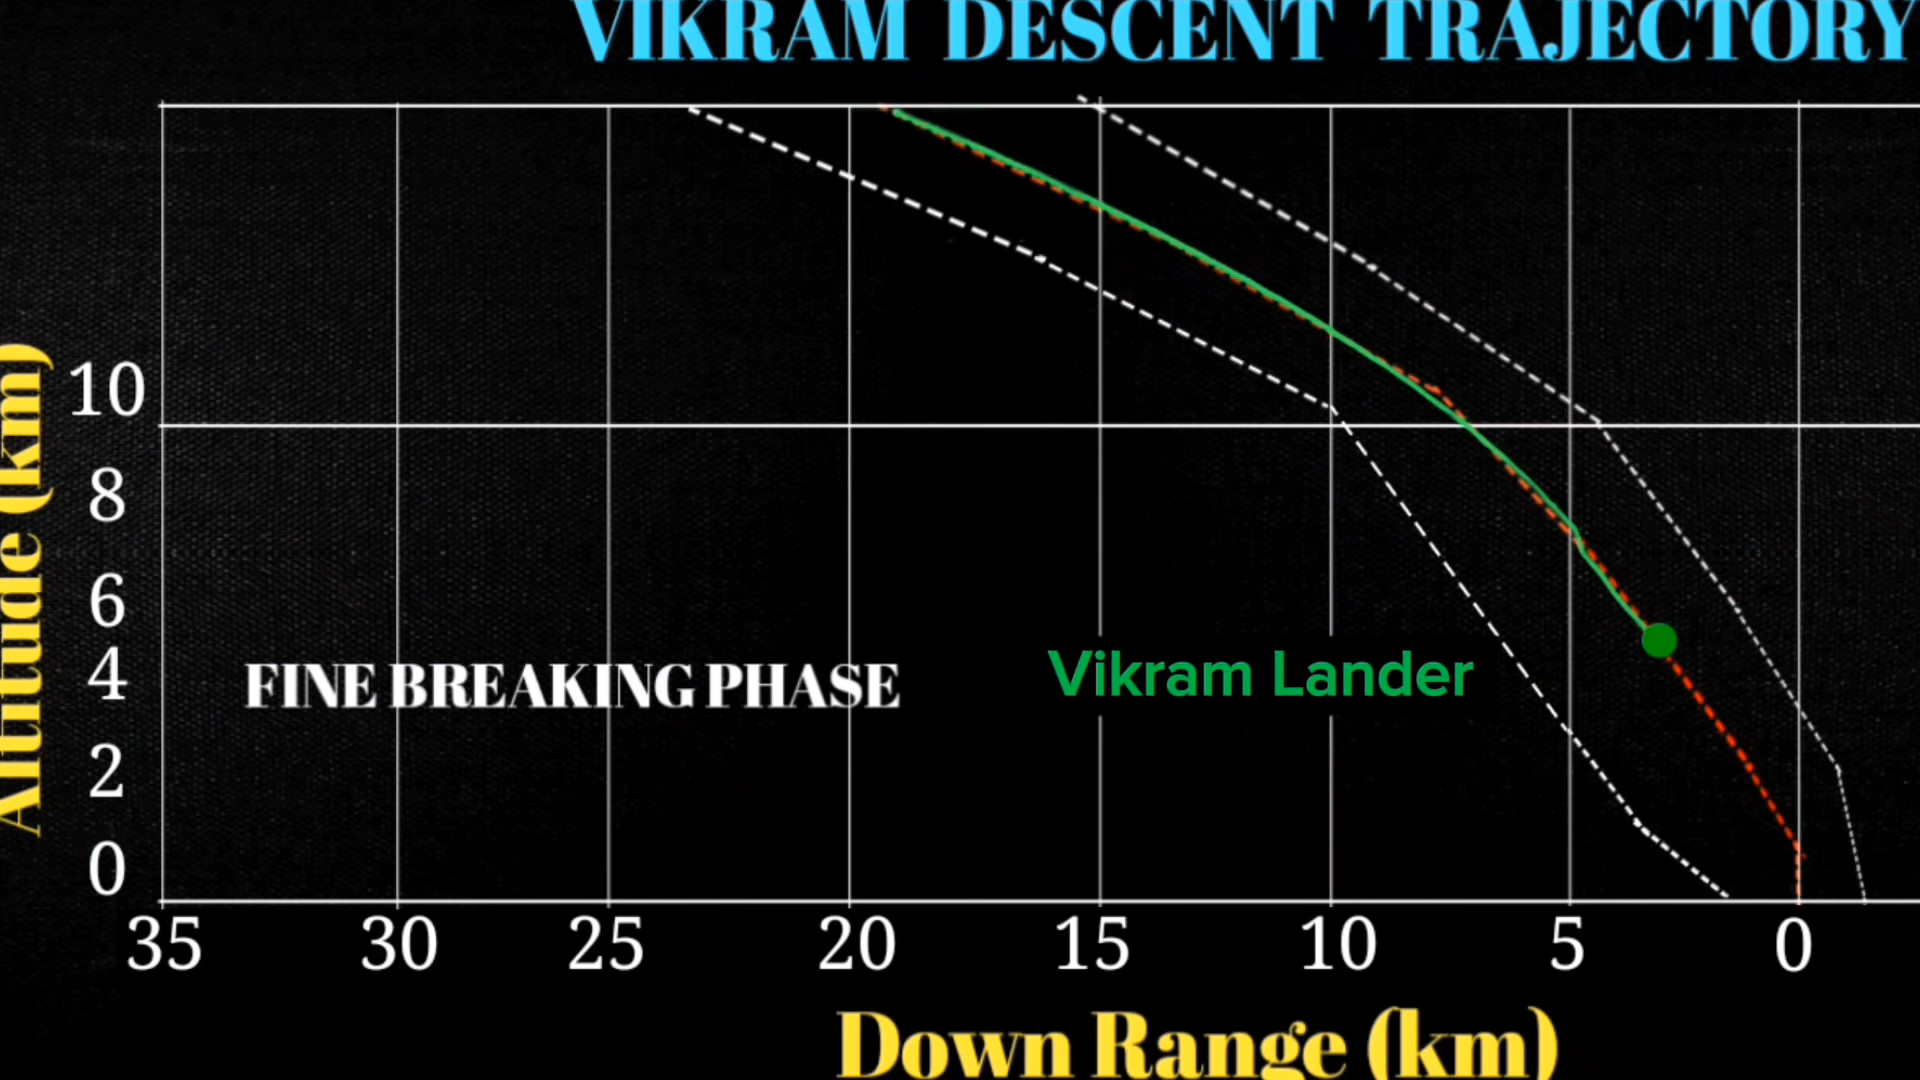 VIKRAM DESCENT TRAJECTORY
Altitude (km)
10
8
6
4
2
0
FINE BREAKING PHASE
Vikram Lander
35 30 25 20 15 10 5 0
Down Range (km)